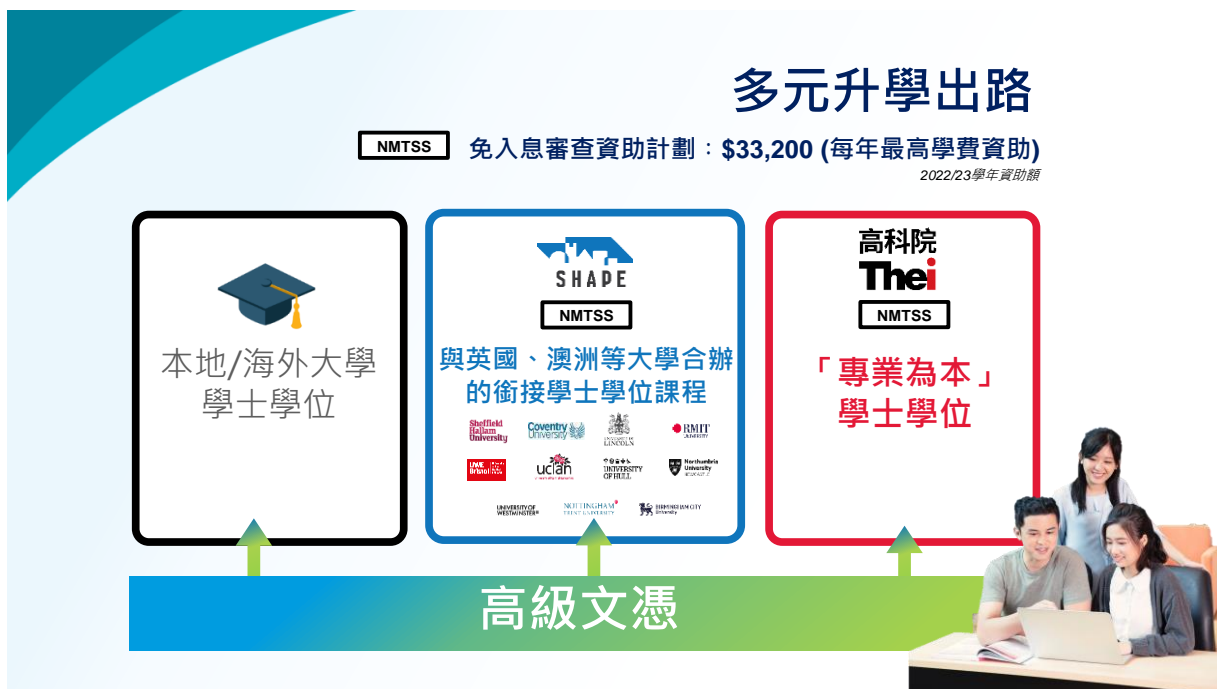 多元升學出路
NMTSS 免入息審查資助計劃：$33,200 (每年最高學費資助)
2022/23學年資助額
本地/海外大學
學士學位
SHAPE
NMTSS
與英國、澳洲等大學合辦
的銜接學士學位課程
Sheffield
Hallam
University
Coventry
University
UNIVERSITY OF
LINCOLN
RMIT
UNIVERSITY
UWE
Bristol
uclan
UNIVERSITY
OF HULL
Northumbria
University
NEWCASTLE
UNIVERSITY OF
WESTMINSTER
NOTTINGHAM
TRENT UNIVERSITY
BIRMINGHAM CITY
University
高科院
Thei
NMTSS
「專業為本」
學士學位
高級文憑